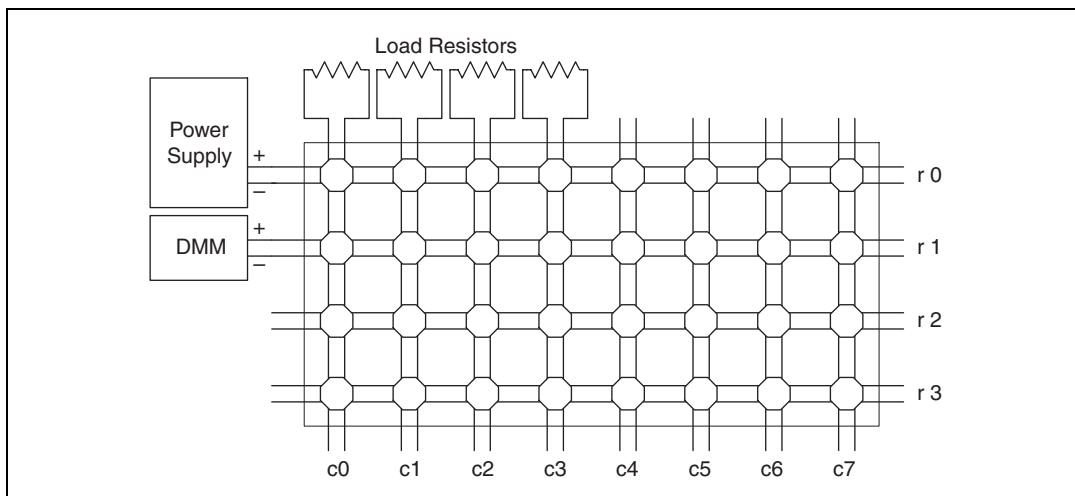 Load Resistors
Power
Supply
+
–
DMM
+
–
r 0
r 1
r 2
r 3
c0 c1 c2 c3 c4 c5 c6 c7